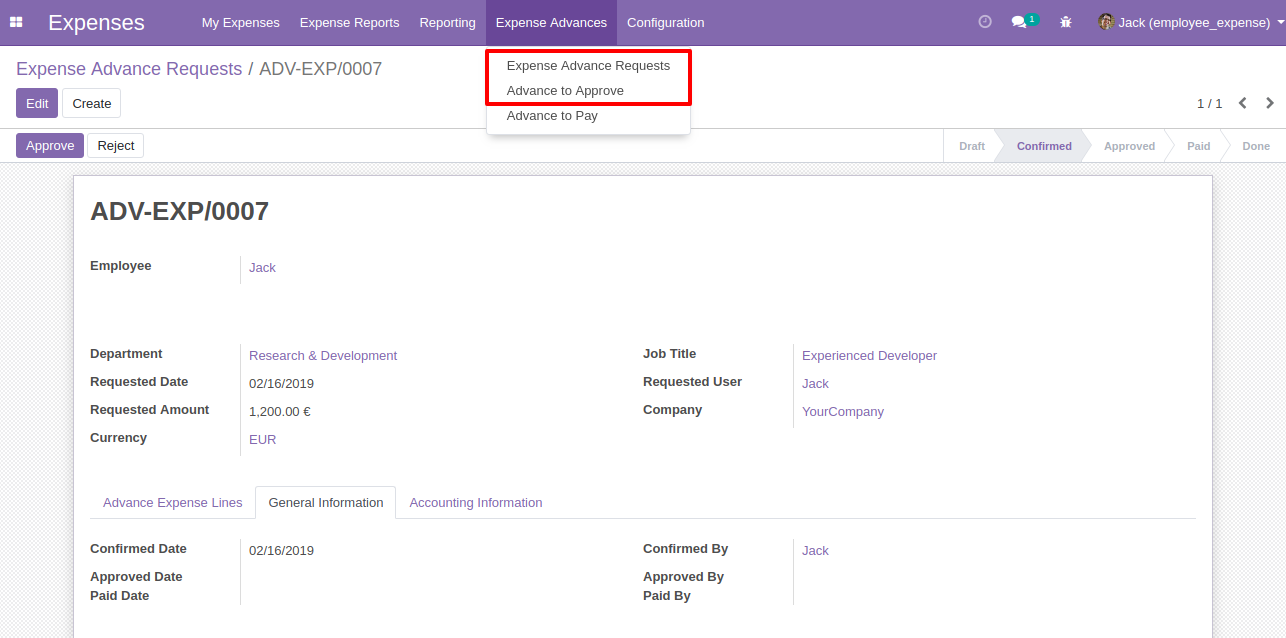 Expenses My Expenses Expense Reports Reporting Expense Advances Configuration 1 Jack (employee_expense)
Expense Advance Requests
Advance to Approve
Advance to Pay
Expense Advance Requests / ADV-EXP/0007
Edit Create 1 / 1
Approve Reject Draft Confirmed Approved Paid Done
ADV-EXP/0007
Employee Jack
Department Research & Development Job Title Experienced Developer
Requested Date 02/16/2019 Requested User Jack
Requested Amount 1,200.00 € Company YourCompany
Currency EUR
Advance Expense Lines General Information Accounting Information
Confirmed Date 02/16/2019 Confirmed By Jack
Approved Date Approved By
Paid Date Paid By